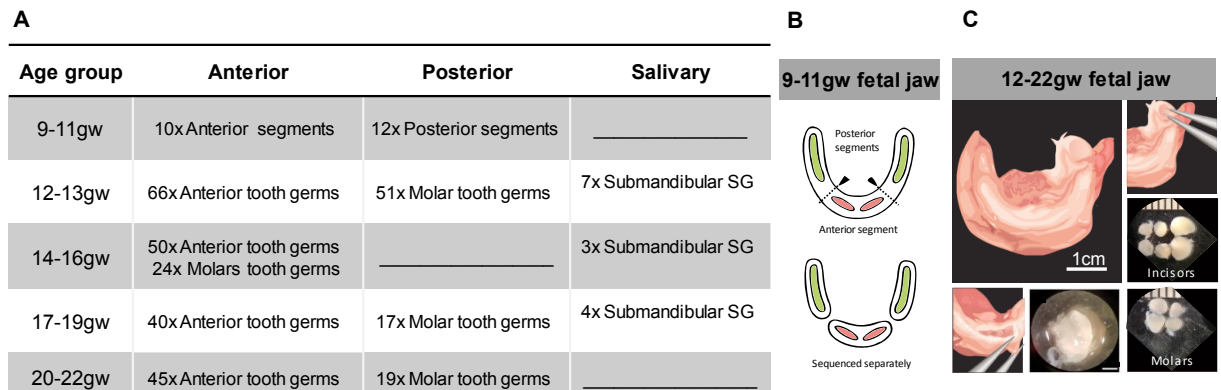 A
Age group Anterior Posterior Salivary
9-11gw 10x Anterior segments 12x Posterior segments
12-13gw 66x Anterior tooth germs 51x Molar tooth germs 7x Submandibular SG
14-16gw 50x Anterior tooth germs 3x Submandibular SG
24x Molars tooth germs
17-19gw 40x Anterior tooth germs 17x Molar tooth germs 4x Submandibular SG
20-22gw 45x Anterior tooth germs 19x Molar tooth germs
B
9-11gw fetal jaw
Posterior
segments
Anterior segment
Sequenced separately
C
12-22gw fetal jaw
1cm
Incisors
Molars